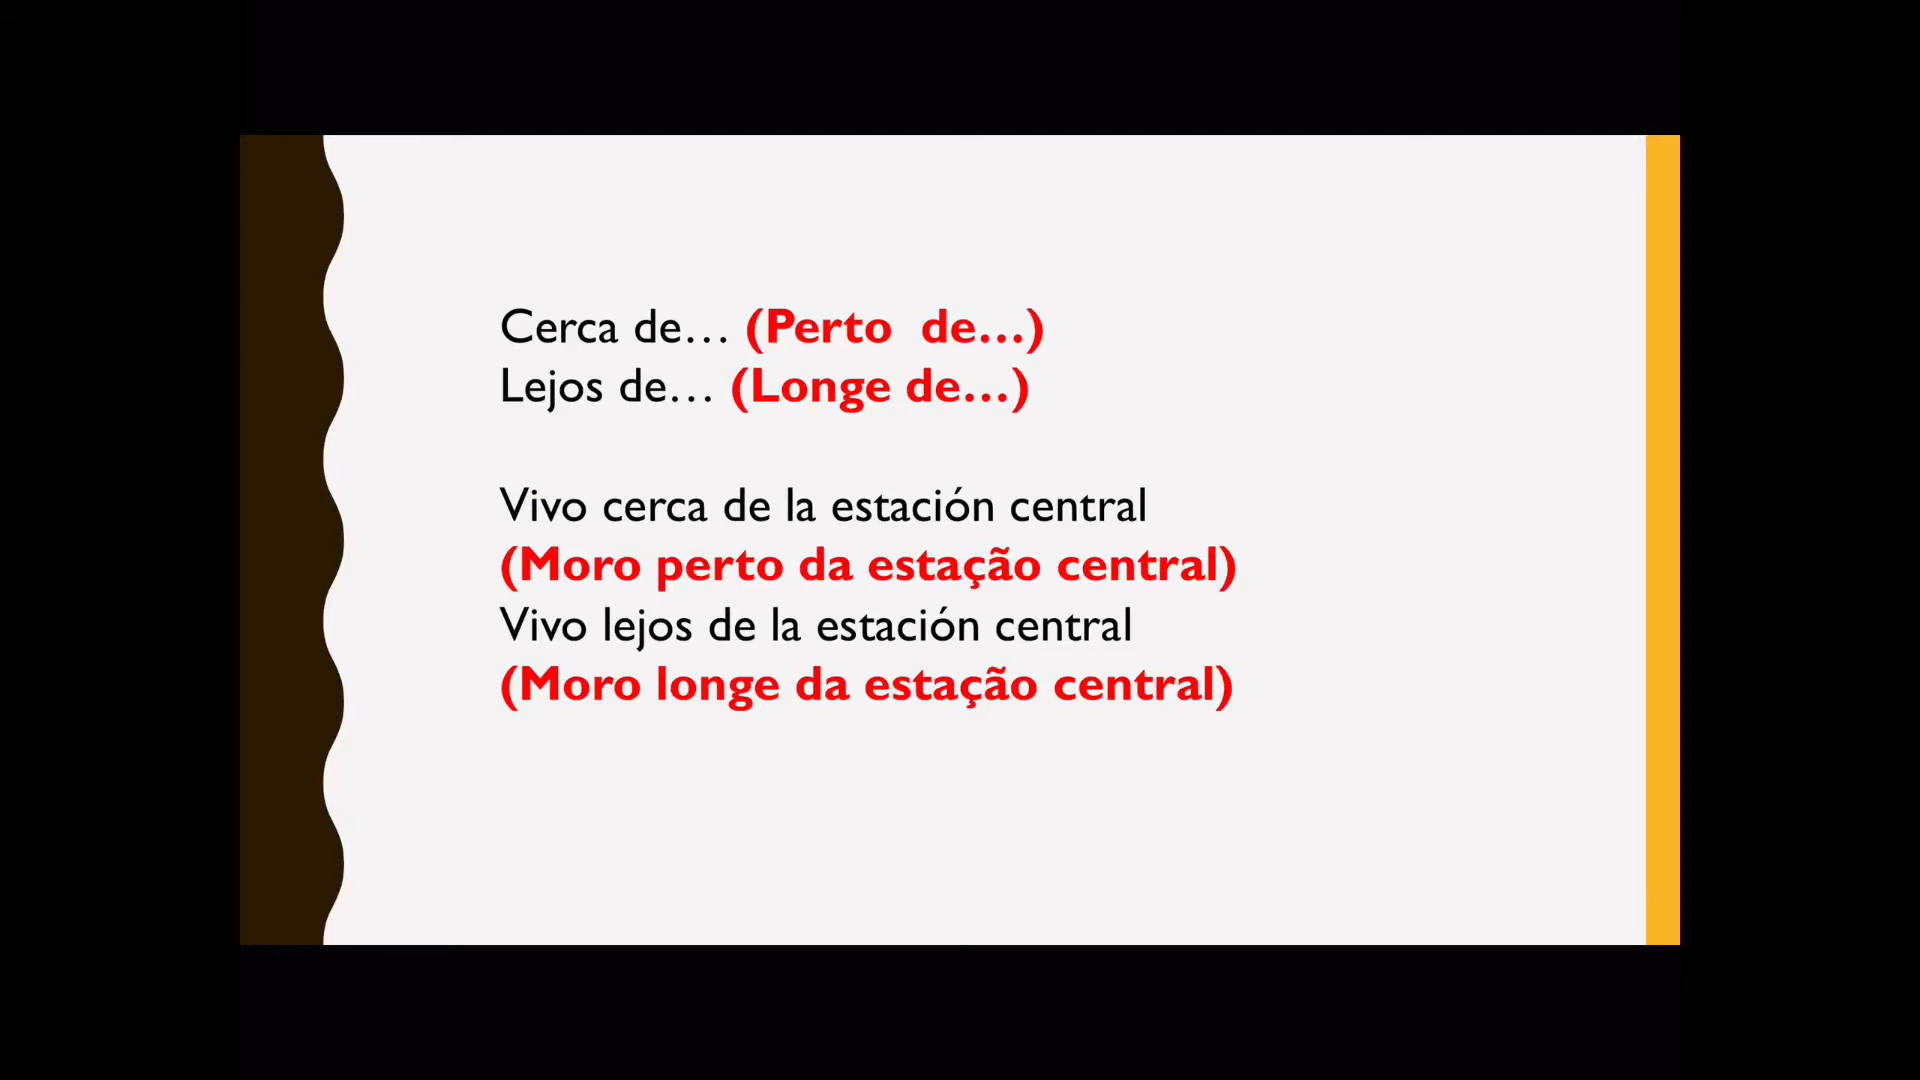 Cerca de… (Perto  de…)
Lejos de… (Longe de…)
Vivo cerca de la estación central
(Moro perto da estação central)
Vivo lejos de la estación central
(Moro longe da estação central)